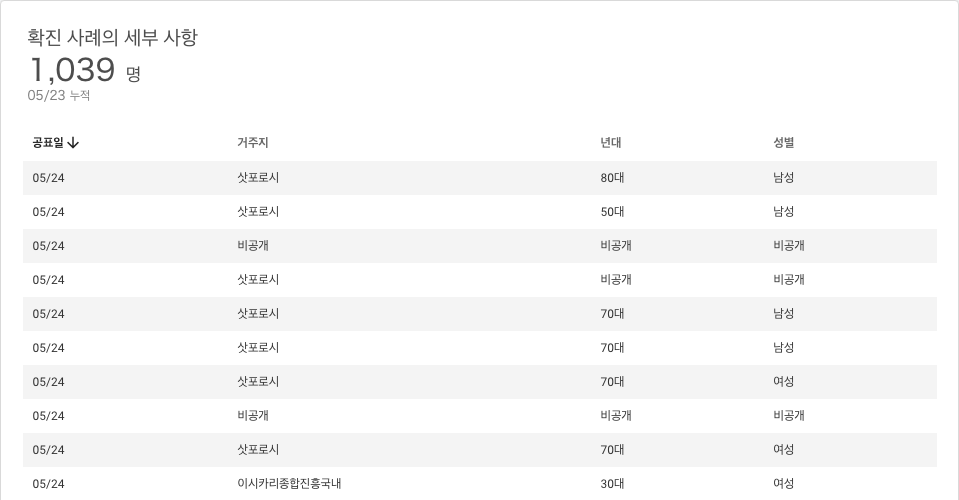 확진 사례의 세부 사항
1,039 명
05/23 누적
공표일 ↓ 거주지 년대 성별
05/24 삿포로시 80대 남성
05/24 삿포로시 50대 남성
05/24 비공개 비공개 비공개
05/24 삿포로시 비공개 비공개
05/24 삿포로시 70대 남성
05/24 삿포로시 70대 남성
05/24 삿포로시 70대 여성
05/24 비공개 비공개 비공개
05/24 삿포로시 70대 여성
05/24 이시카리종합진흥국내 30대 여성